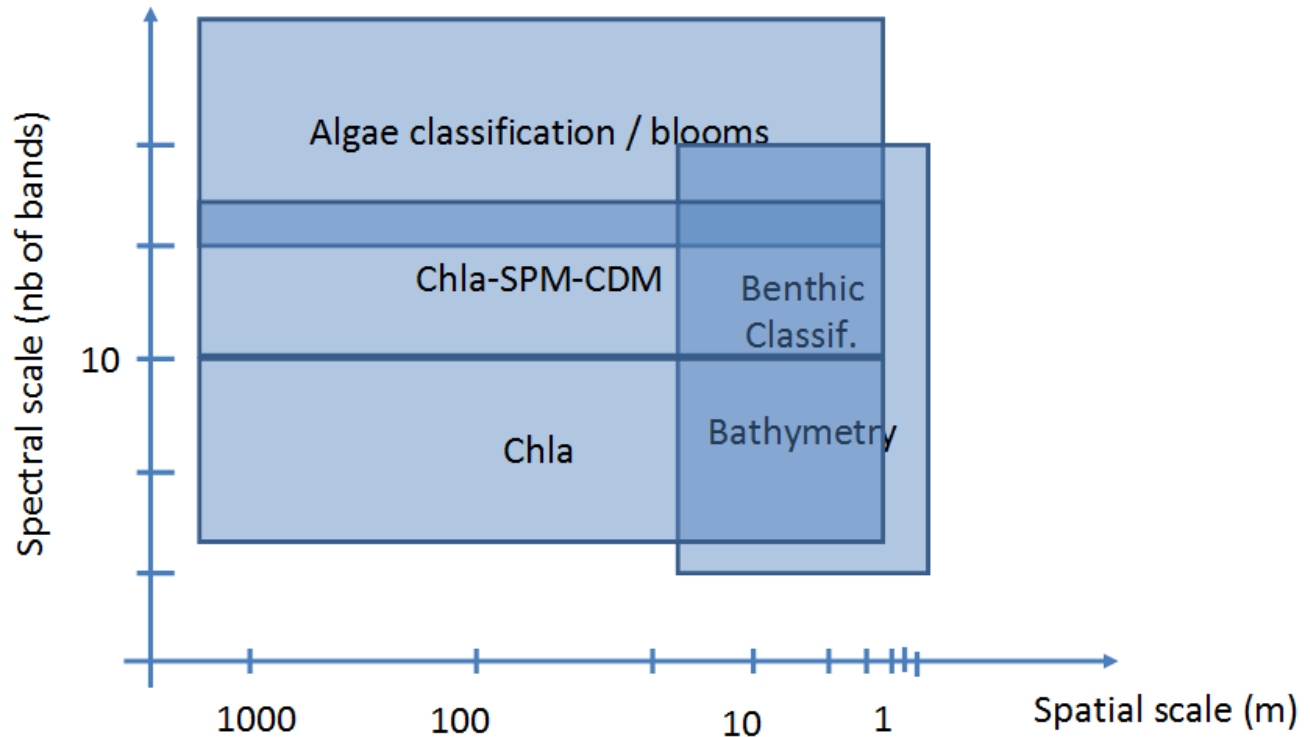 Spectral scale (nb of bands)
Algae classification / blooms
Chla-SPM-CDM
Benthic
Classif.
10
Bathymetry
Chla
1000
100
10
1
Spatial scale (m)